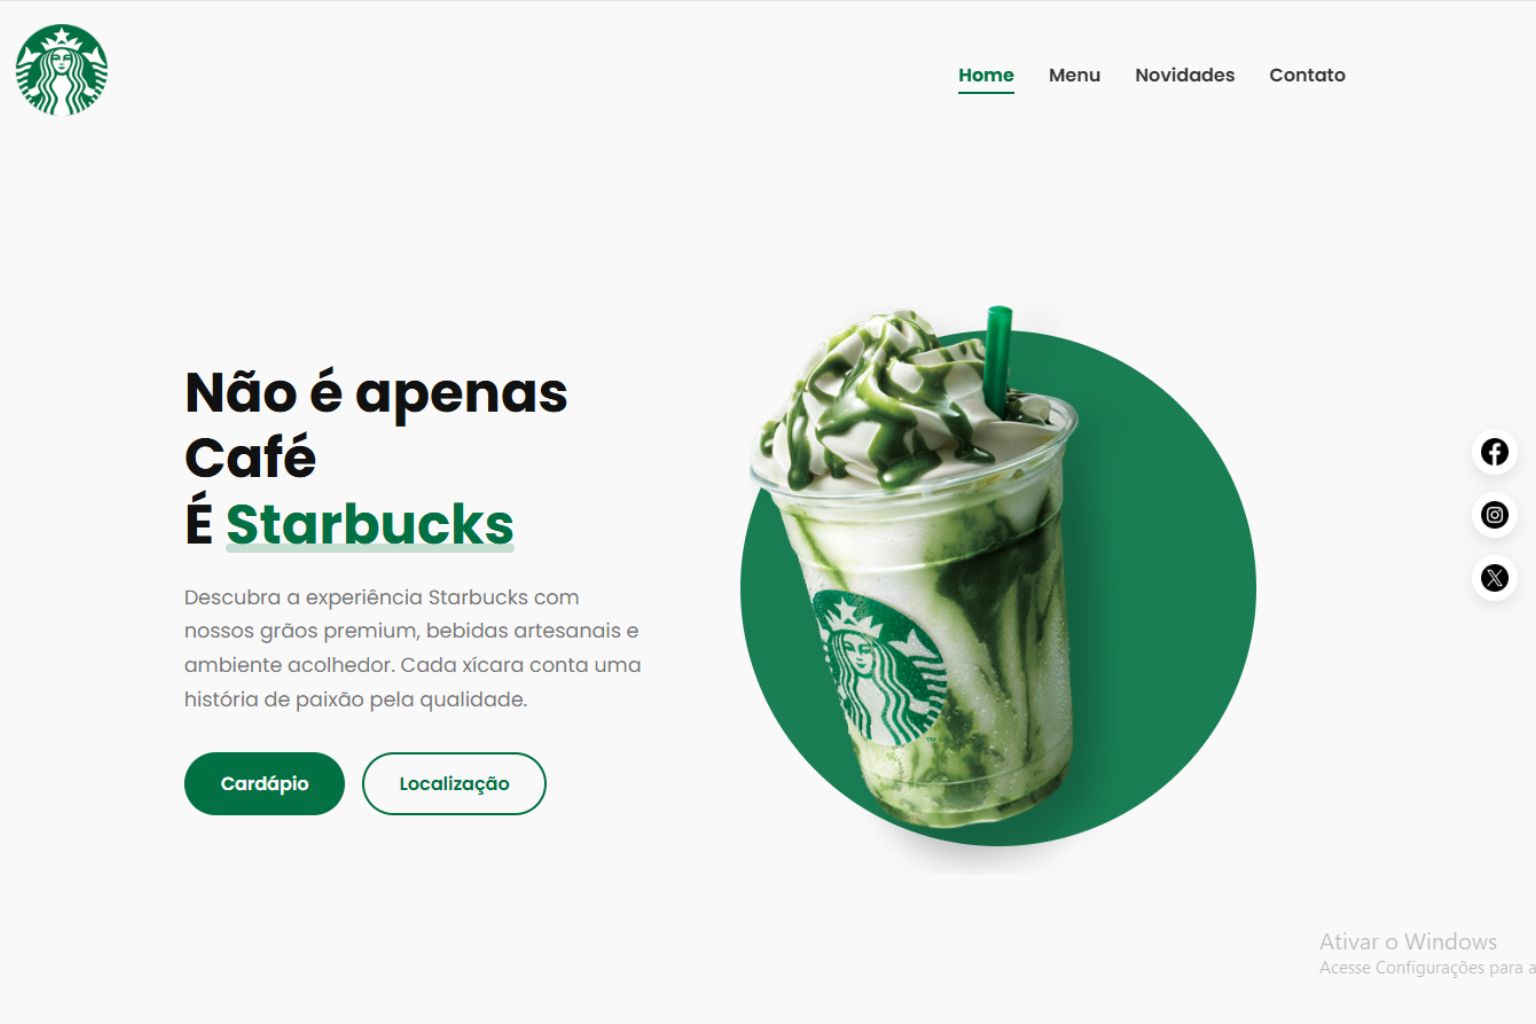 Home Menu Novidades Contato
Não é apenas
Café
É Starbucks
Descubra a experiência Starbucks com
nossos grãos premium, bebidas artesanais e
ambiente acolhedor. Cada xícara conta uma
história de paixão pela qualidade.
Cardápio Localização
TM
Ativar o Windows
Acesse Configurações para a